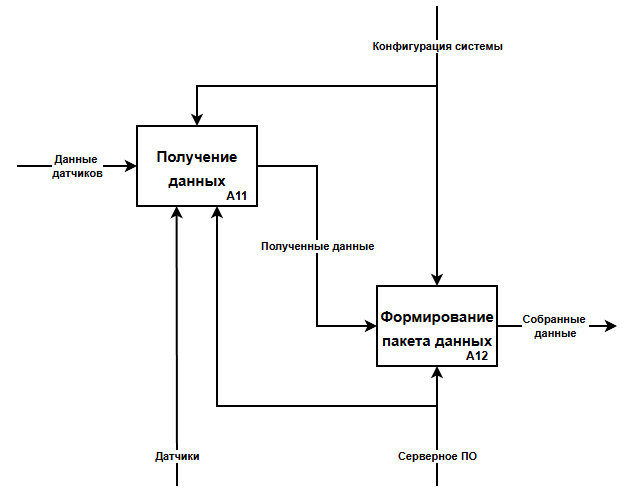 Конфигурация системы
Данные
датчиков
Получение
данных
A11
Полученные данные
Формирование
пакета данных
A12
Собранные
данные
Датчики
Серверное ПО